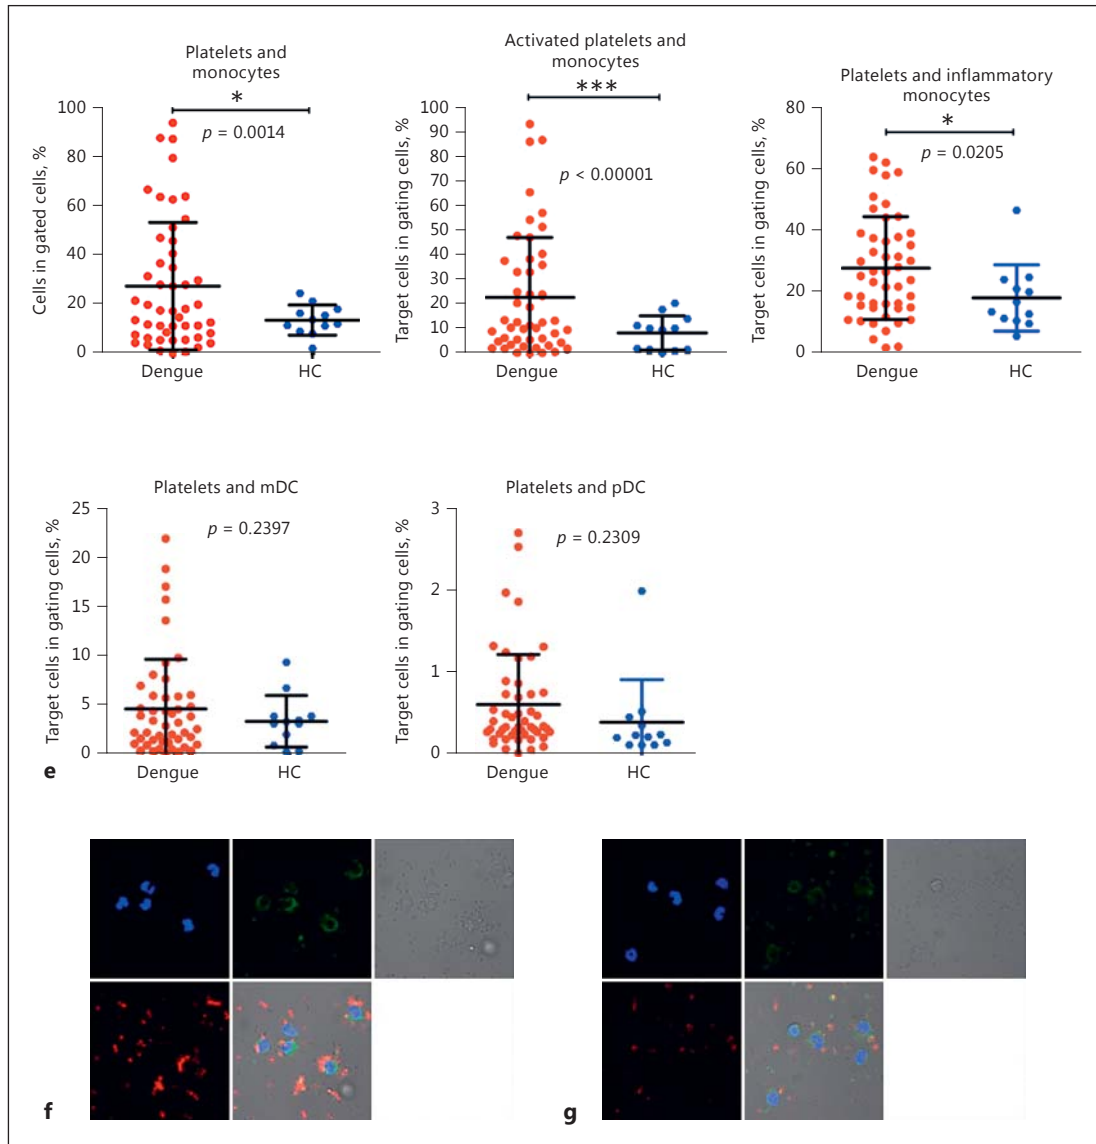 Platelets and
monocytes
*
p = 0.0014
Cells in gated cells, %
100
80
60
40
20
0
Dengue
HC
Activated platelets and
monocytes
***
p < 0.00001
Target cells in gating cells, %
100
90
80
70
60
50
40
30
20
10
0
Dengue
HC
Platelets and inflammatory
monocytes
*
p = 0.0205
Target cells in gating cells, %
80
60
40
20
0
Dengue
HC
Platelets and mDC
p = 0.2397
Target cells in gating cells, %
25
20
15
10
5
0
Dengue
HC
Platelets and pDC
p = 0.2309
Target cells in gating cells, %
3
2
1
0
Dengue
HC
e
f
g